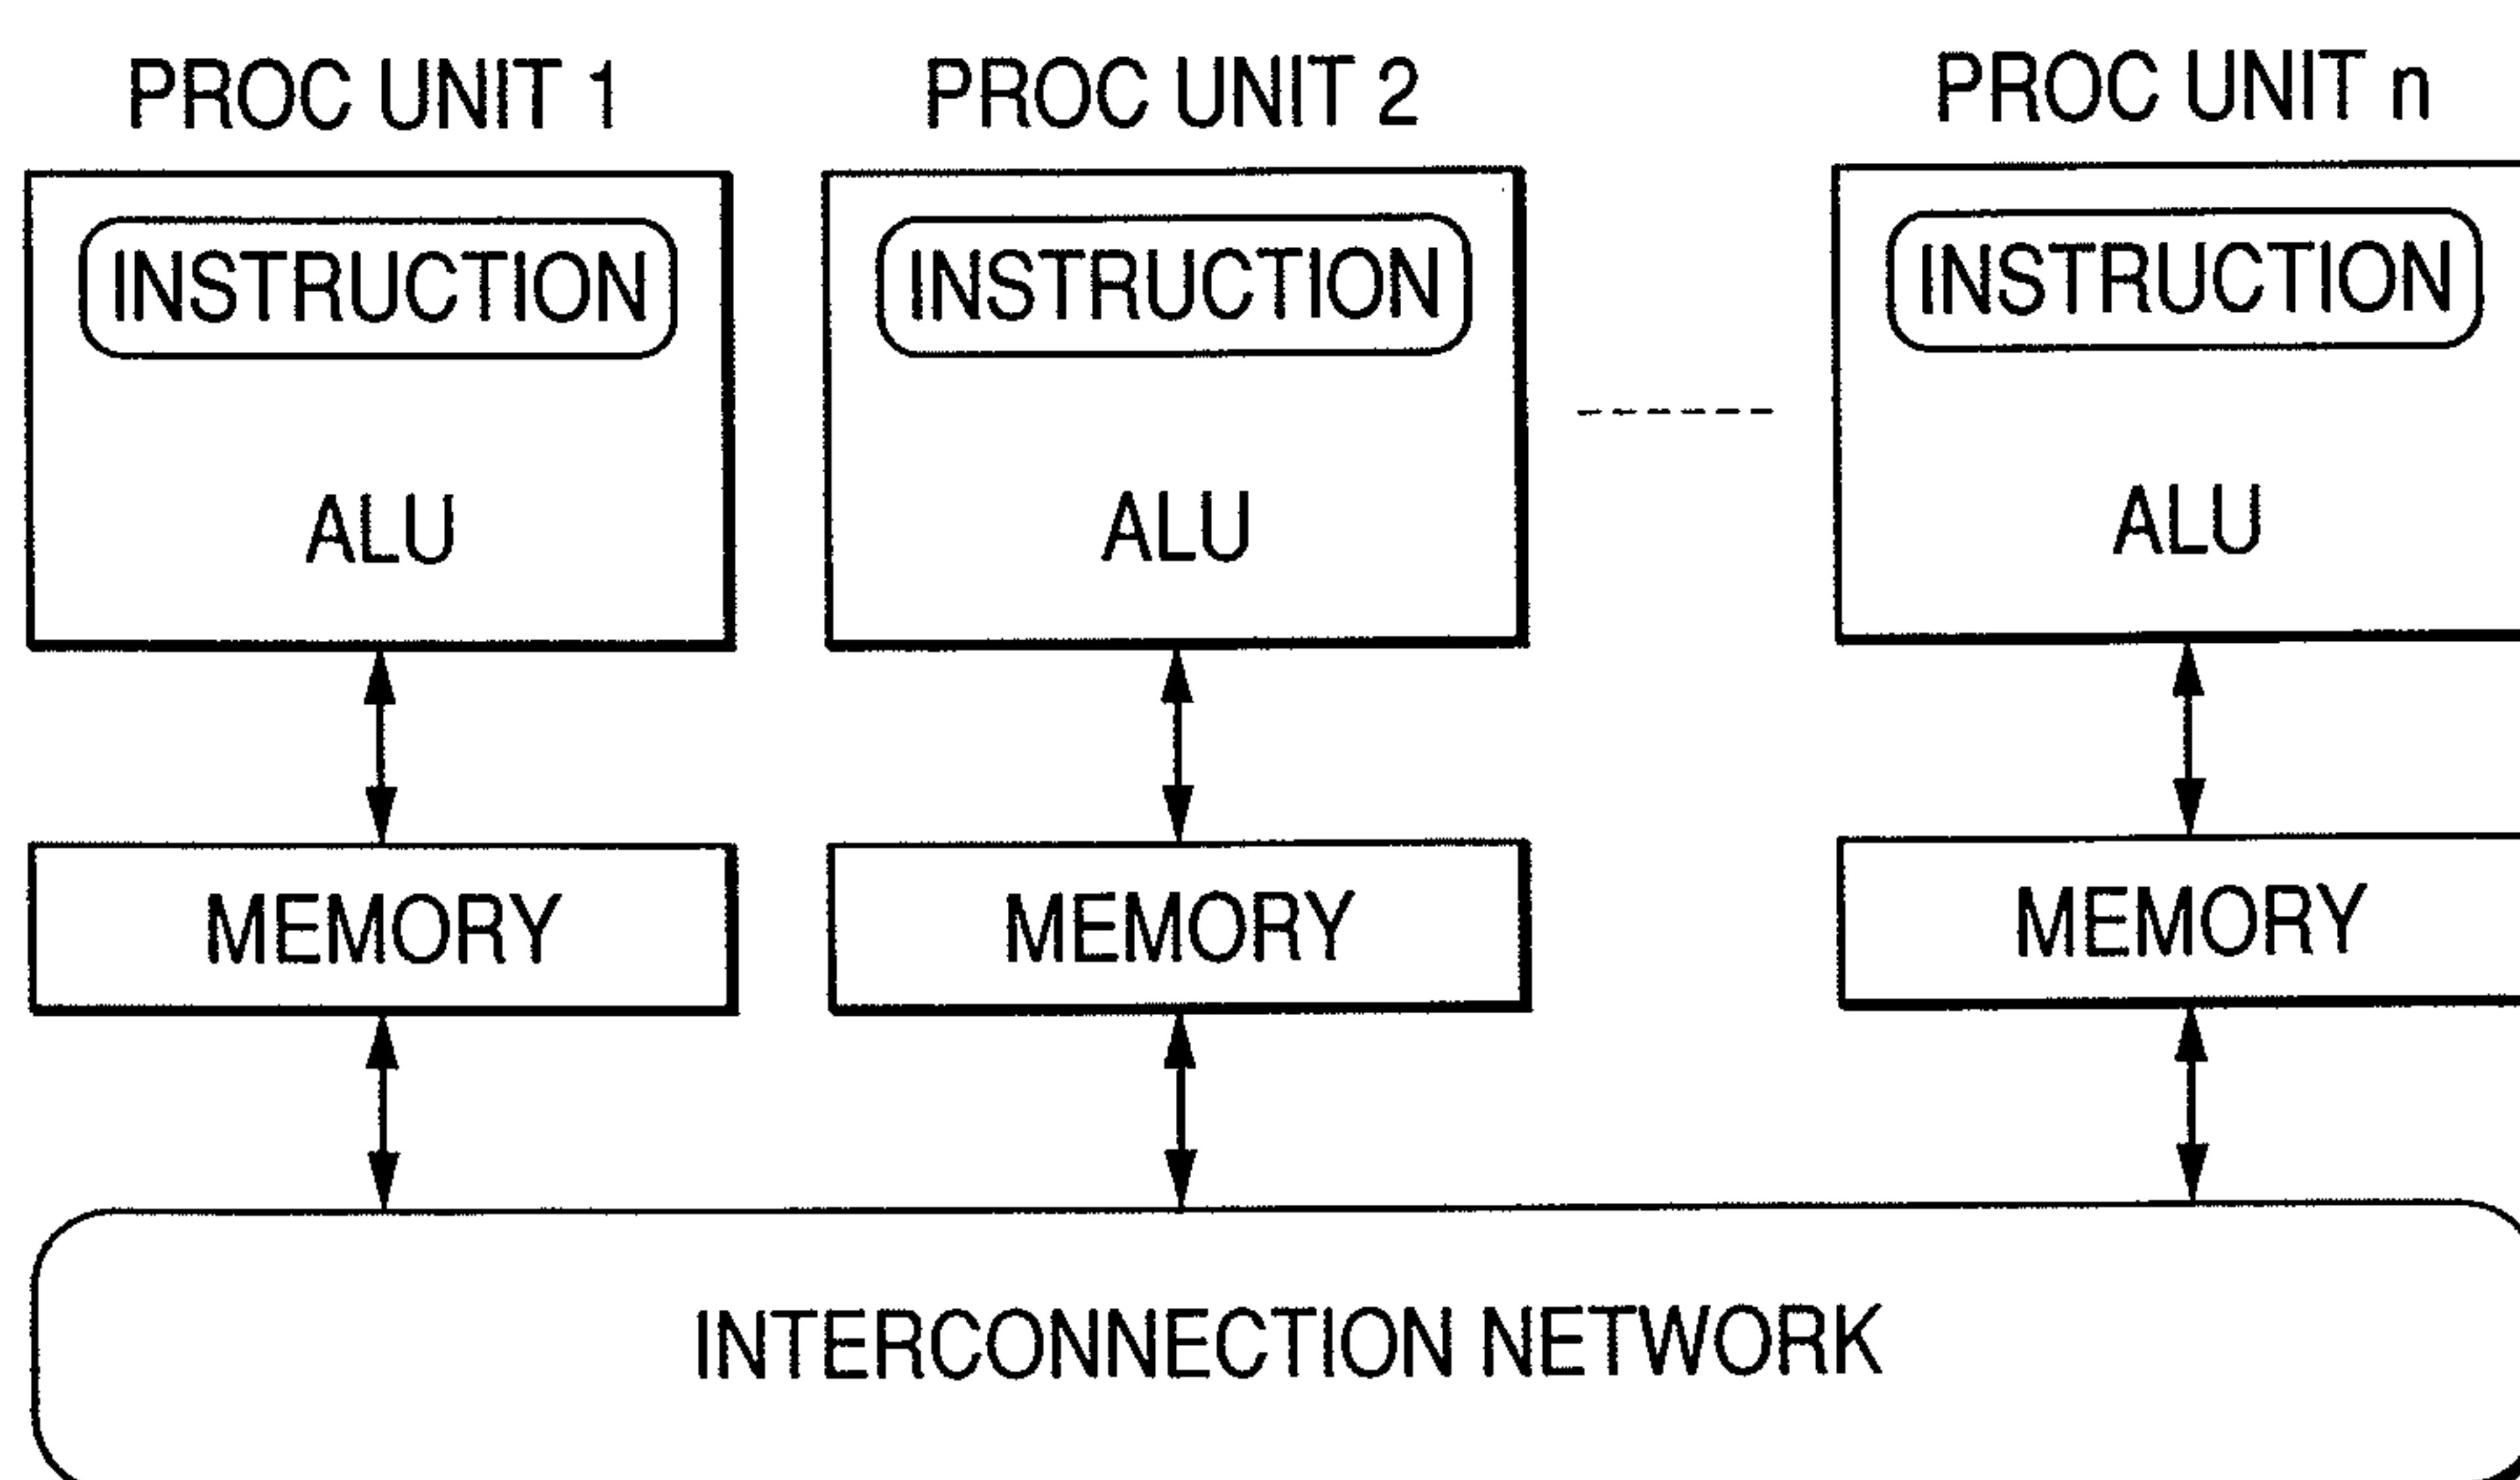 PROC UNIT 1
PROC UNIT 2
PROC UNIT n
INSTRUCTION
INSTRUCTION
INSTRUCTION
ALU
ALU
ALU
MEMORY
MEMORY
MEMORY
INTERCONNECTION NETWORK